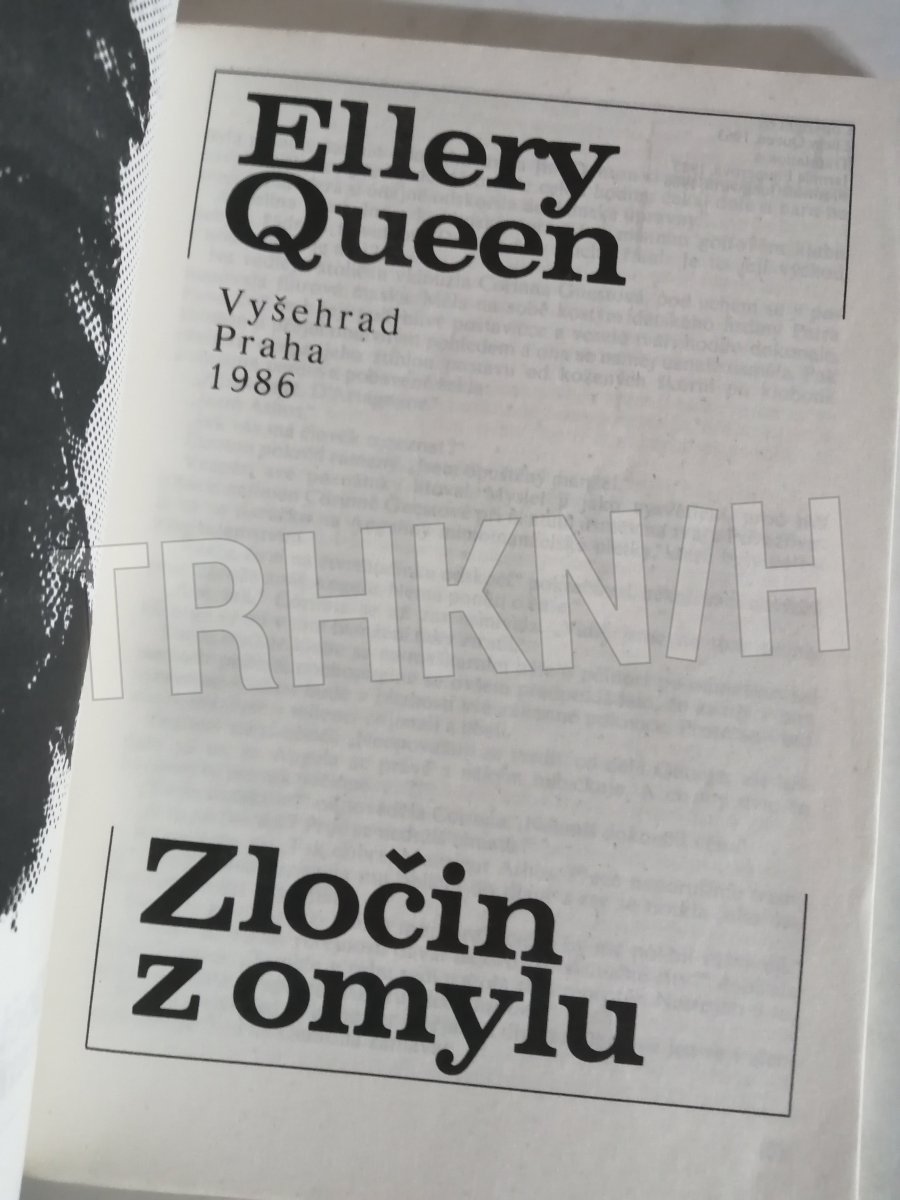 Ellery
Queen
Vyšehrad
Praha
1986
TRHKNIH
Zločin
z omylu